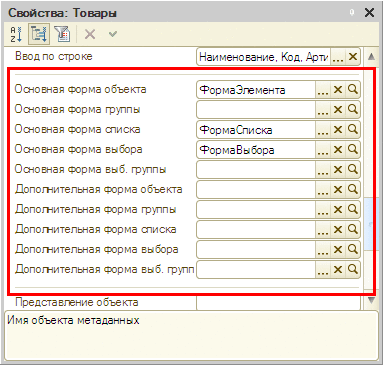 Свойства: Товары
Ввод по строке Наименование, Код, Арти
Основная форма объекта ФормаЭлемента
Основная форма группы
Основная форма списка ФормаСписка
Основная форма выбора ФормаВыбора
Основная форма выб. группы
Дополнительная форма объекта
Дополнительная форма группы
Дополнительная форма списка
Дополнительная форма выбора
Дополнительная форма выб. групп
Представление объекта
Имя объекта метаданных